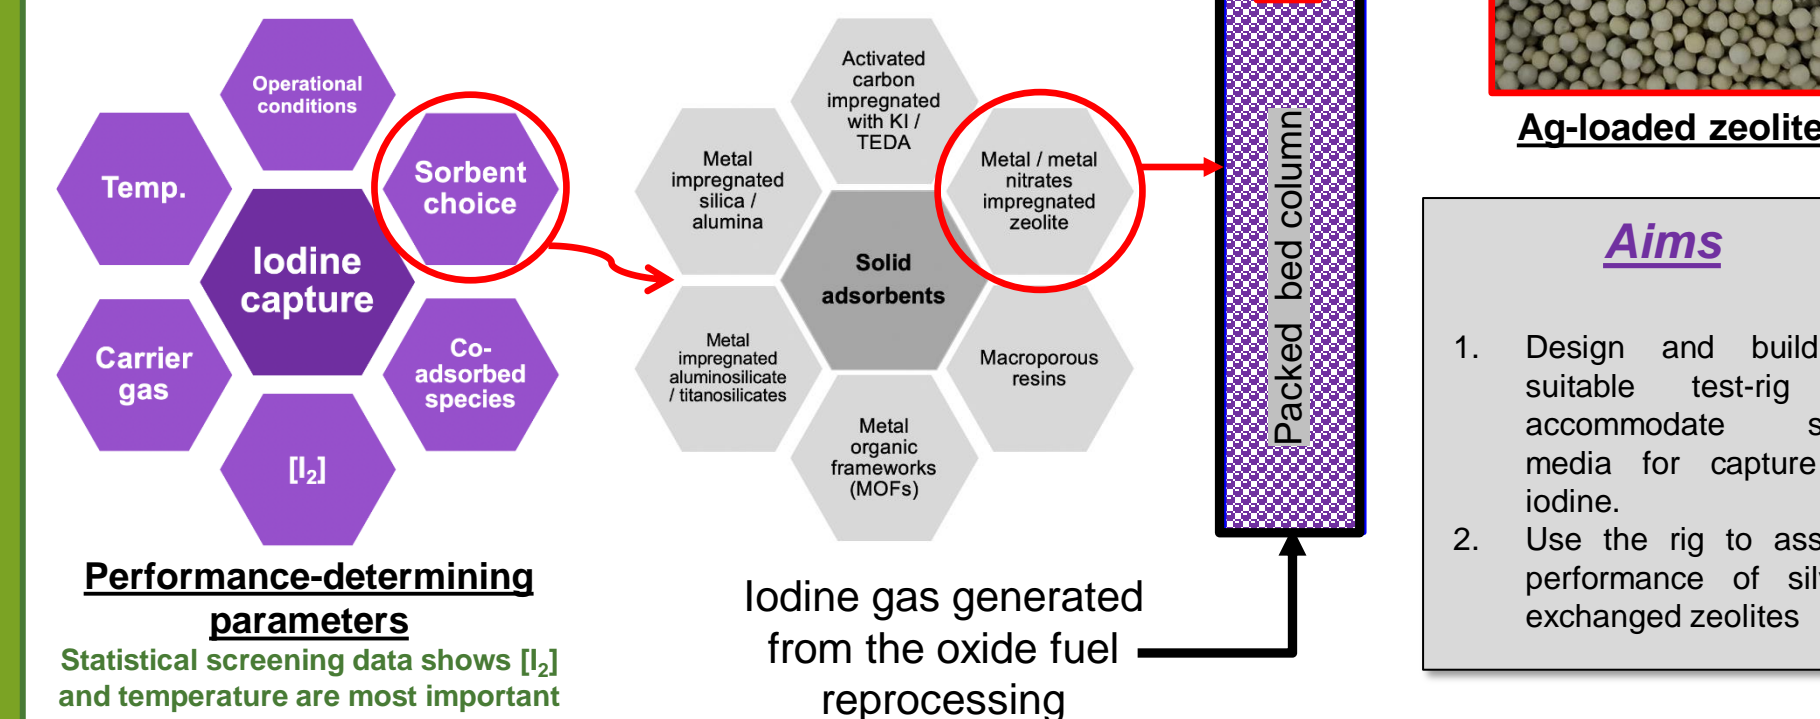 Operational
conditions
Temp.
Sorbent
choice
Iodine
capture
Carrier
gas
Co-
adsorbed
species
[I₂]
Performance-determining
parameters
Statistical screening data shows [I₂]
and temperature are most important
Activated
carbon
impregnated
with KI /
TEDA
Metal
impregnated
silica /
alumina
Metal / metal
nitrates
impregnated
zeolite
Solid
adsorbents
Metal
impregnated
aluminosilicate
/ titanosilicates
Macroporous
resins
Metal
organic
frameworks
(MOFs)
Iodine gas generated
from the oxide fuel
reprocessing
Packed bed column
Ag-loaded zeolite
Aims
1. Design and build
suitable test-rig
accommodate s
media for capture
iodine.
2. Use the rig to ass
performance of sil
exchanged zeolites